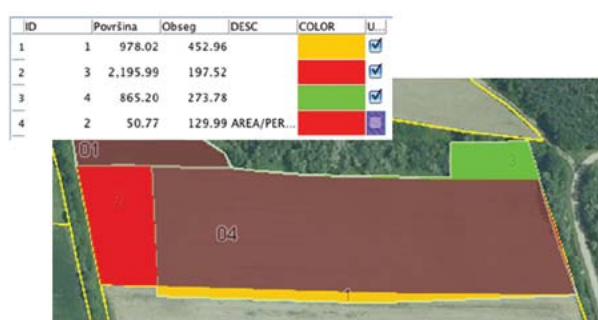 ID Površina Obseg DESC COLOR U...
1 1 978.02 452.96
2 3 2,195.99 197.52
3 4 865.20 273.78
4 2 50.77 129.99 AREA/PER...
01
3
04
1